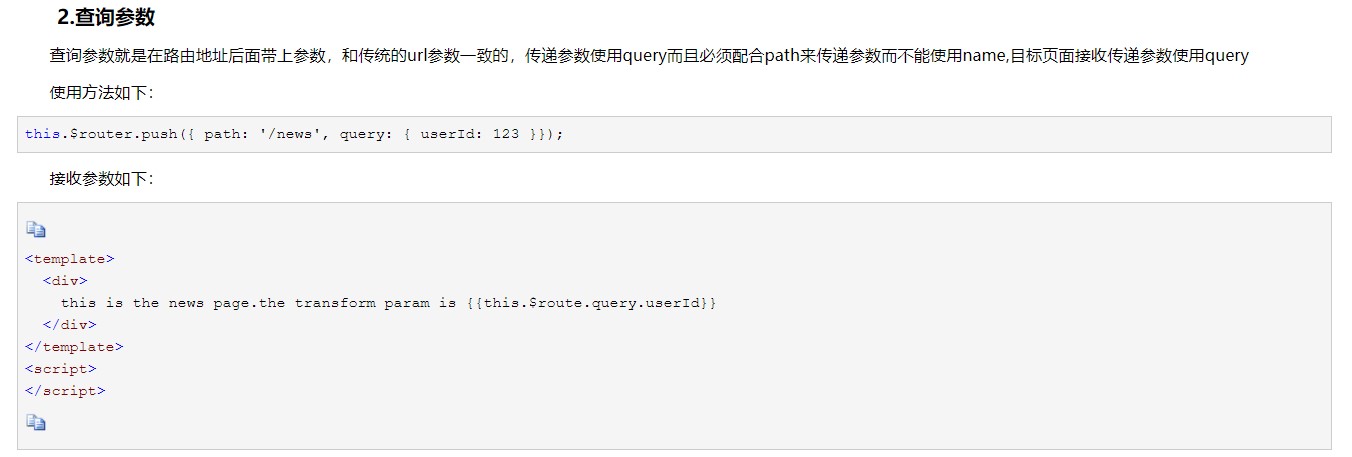 2.查询参数
查询参数就是在路由地址后面带上参数，和传统的url参数一致的，传递参数使用query而且必须配合path来传递参数而不能使用name,目标页面接收传递参数使用query
使用方法如下：
this.$router.push({ path: '/news', query: { userId: 123 }});
接收参数如下：
<template>
  <div>
    this is the news page.the transform param is {{this.$route.query.userId}}
  </div>
</template>
<script>
</script>